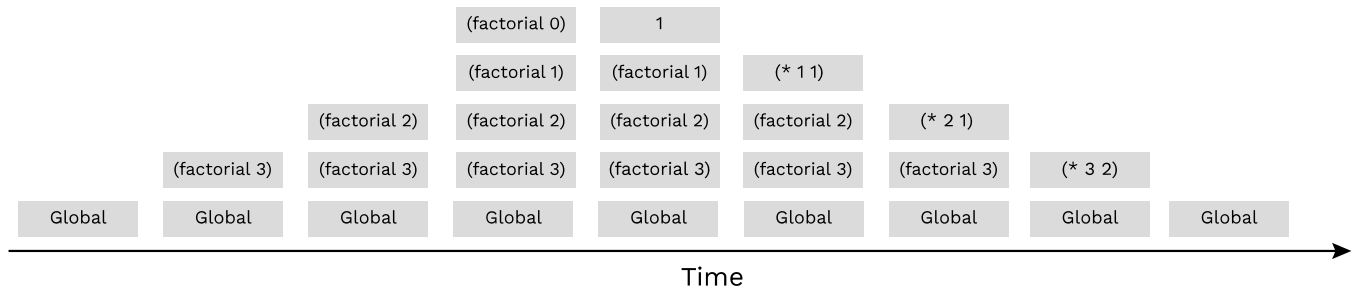 (factorial 0) 1
(factorial 1) (factorial 1) (* 1 1)
(factorial 2) (factorial 2) (factorial 2) (factorial 2) (* 2 1)
(factorial 3) (factorial 3) (factorial 3) (factorial 3) (factorial 3) (factorial 3) (* 3 2)
Global Global Global Global Global Global Global Global Global
Time